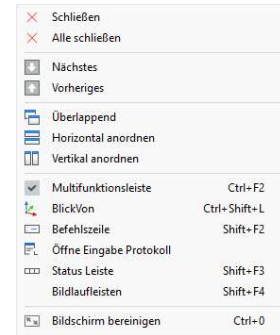 Schließen
Alle schließen
Nächstes
Vorheriges
Überlappend
Horizontal anordnen
Vertikal anordnen
Multifunktionsleiste Ctrl+F2
BlickVon Ctrl+Shift+L
Befehlszeile Shift+F2
Öffne Eingabe Protokoll
Status Leiste Shift+F3
Bildlaufleisten Shift+F4
Bildschirm bereinigen Ctrl+0